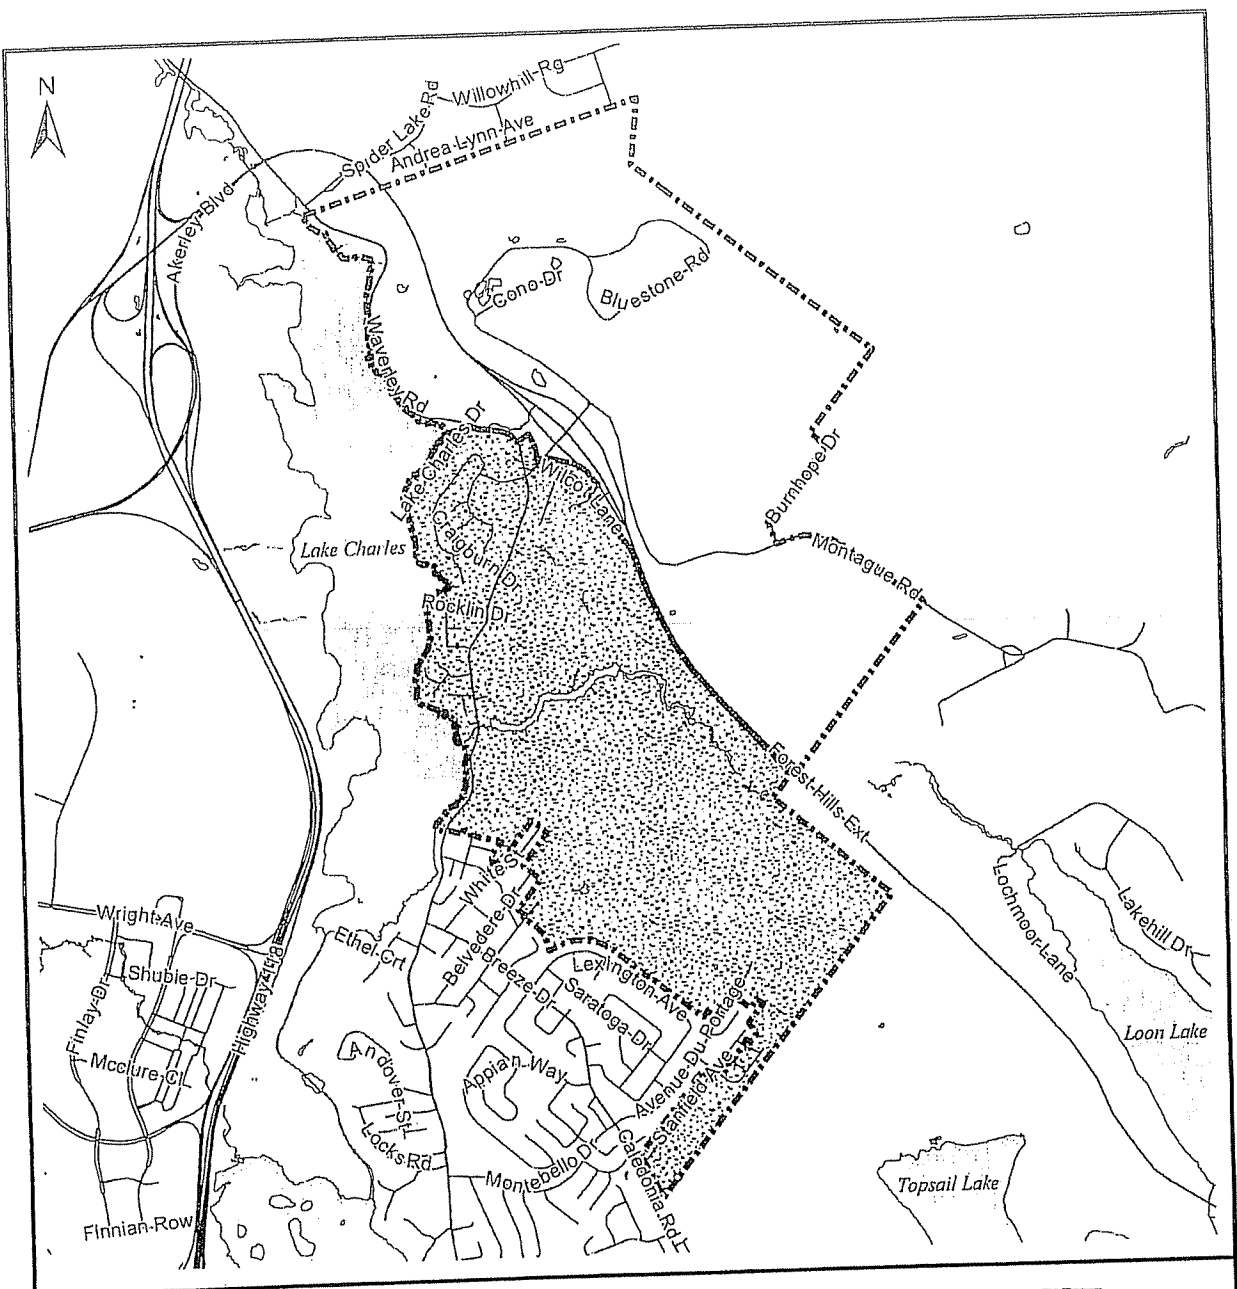 N
Willowhill Rg
Spider Lake Rd
Andrea Lynn Ave
Akerley Blvd
Cono Dr
Bluestone Rd
Waverley Rd
Lake Charles Dr
Burnhope Dr
Wilcot Lane
Montague Rd
Lake Charles
Craigburn Dr
Rocklin Dr
Forest Hills Ext
White St
Lochmoor Lane
Lakehill Dr
Wright Ave
Ethel Crt
Belvedere Dr
Breeze Dr
Lexington Ave
Shubie Dr
Saratoga Dr
Finlay Dr
Highway 118
Avenue Du Portage
Loon Lake
Mcclure Cl
Andover St
Appian Way
Stanfield Ave
Locks Rd
Montebello Dr
Caledonia Rd
Topsail Lake
Finnian Row